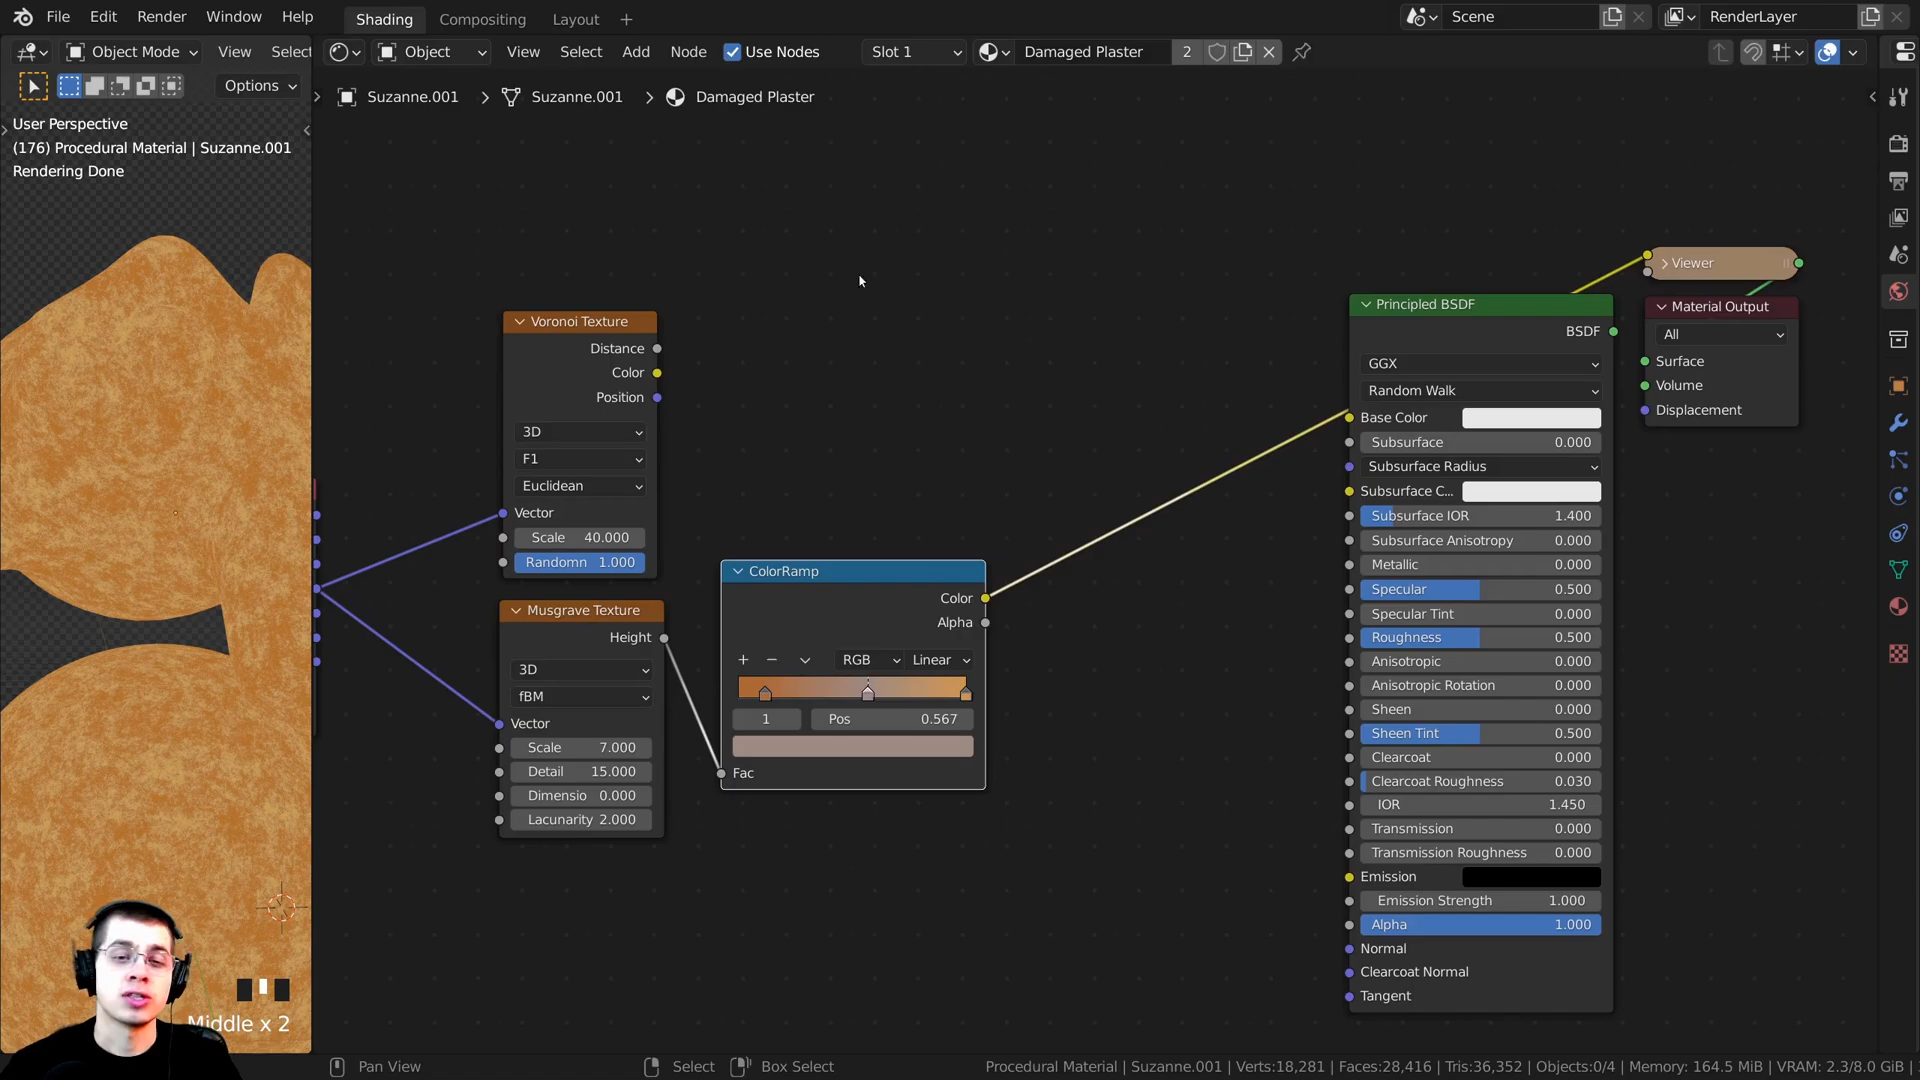 File Edit Render Window Help Shading Compositing Layout + Scene RenderLayer
Object Mode View Select Object View Select Add Node Use Nodes Slot 1 Damaged Plaster 2
Options Suzanne.001 > Suzanne.001 > Damaged Plaster
User Perspective
(176) Procedural Material | Suzanne.001
Rendering Done
Voronoi Texture
Distance
Color
Position
3D
F1
Euclidean
Vector
Scale 40.000
Randomn 1.000
Musgrave Texture
Height
3D
fBM
Vector
Scale 7.000
Detail 15.000
Dimensio 0.000
Lacunarity 2.000
ColorRamp
Color
Alpha
+ − RGB Linear
1 Pos 0.567
Fac
Principled BSDF
BSDF
GGX
Random Walk
Base Color
Subsurface 0.000
Subsurface Radius
Subsurface C...
Subsurface IOR 1.400
Subsurface Anisotropy 0.000
Metallic 0.000
Specular 0.500
Specular Tint 0.000
Roughness 0.500
Anisotropic 0.000
Anisotropic Rotation 0.000
Sheen 0.000
Sheen Tint 0.500
Clearcoat 0.000
Clearcoat Roughness 0.030
IOR 1.450
Transmission 0.000
Transmission Roughness 0.000
Emission
Emission Strength 1.000
Alpha 1.000
Normal
Clearcoat Normal
Tangent
Viewer
Material Output
All
Surface
Volume
Displacement
Middle x 2
Pan View Select Box Select Procedural Material | Suzanne.001 | Verts:18,281 | Faces:28,416 | Tris:36,352 | Objects:0/4 | Memory: 164.5 MiB | VRAM: 2.3/8.0 GiB |